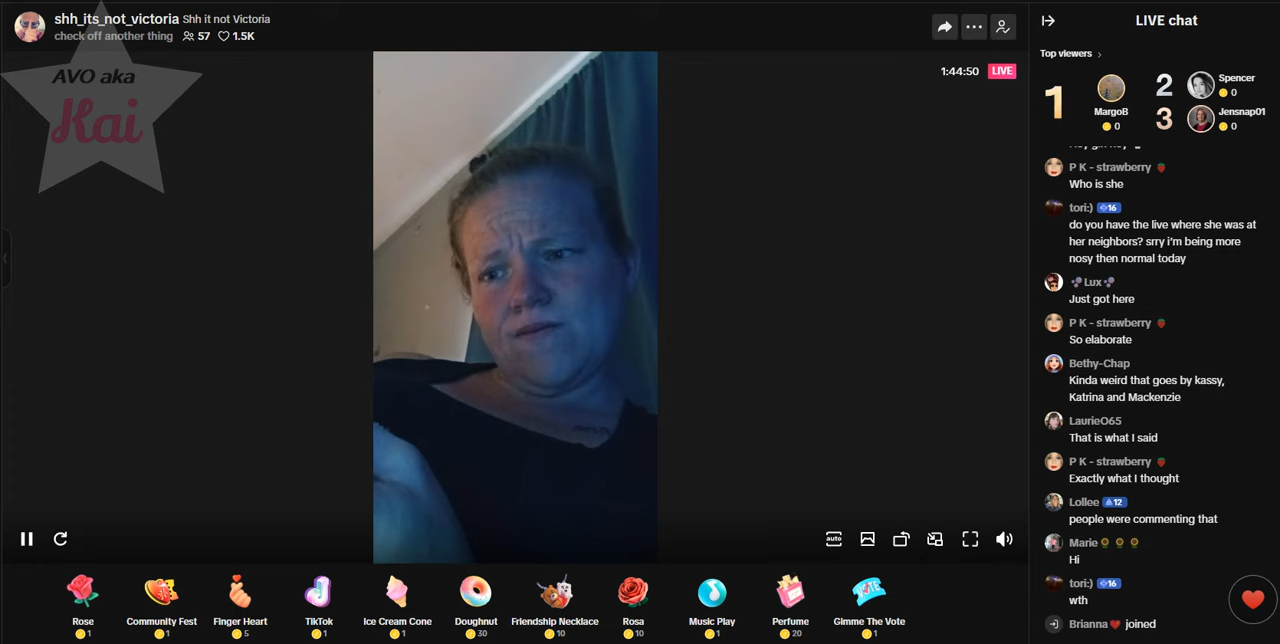 shh_its_not_victoria Shh it not Victoria
check off another thing 57 1.5K
AVO aka
Kai
1:44:50 LIVE
auto
Rose
1
Community Fest
1
Finger Heart
5
TikTok
1
Ice Cream Cone
1
Doughnut
30
Friendship Necklace
10
Rosa
10
Music Play
1
VOTE
Perfume
20
Gimme The Vote
1
LIVE chat
Top viewers
1
MargoB
0
2
Spencer
0
3
Jensnap01
0
P K - strawberry
Who is she
tori:) 16
do you have the live where she was at
her neighbors? srry i'm being more
nosy then normal today
Lux
Just got here
P K - strawberry
So elaborate
Bethy-Chap
Kinda weird that goes by kassy,
Katrina and Mackenzie
LaurieO65
That is what I said
P K - strawberry
Exactly what I thought
Lollee 12
people were commenting that
Marie
Hi
tori:) 16
wth
Brianna joined